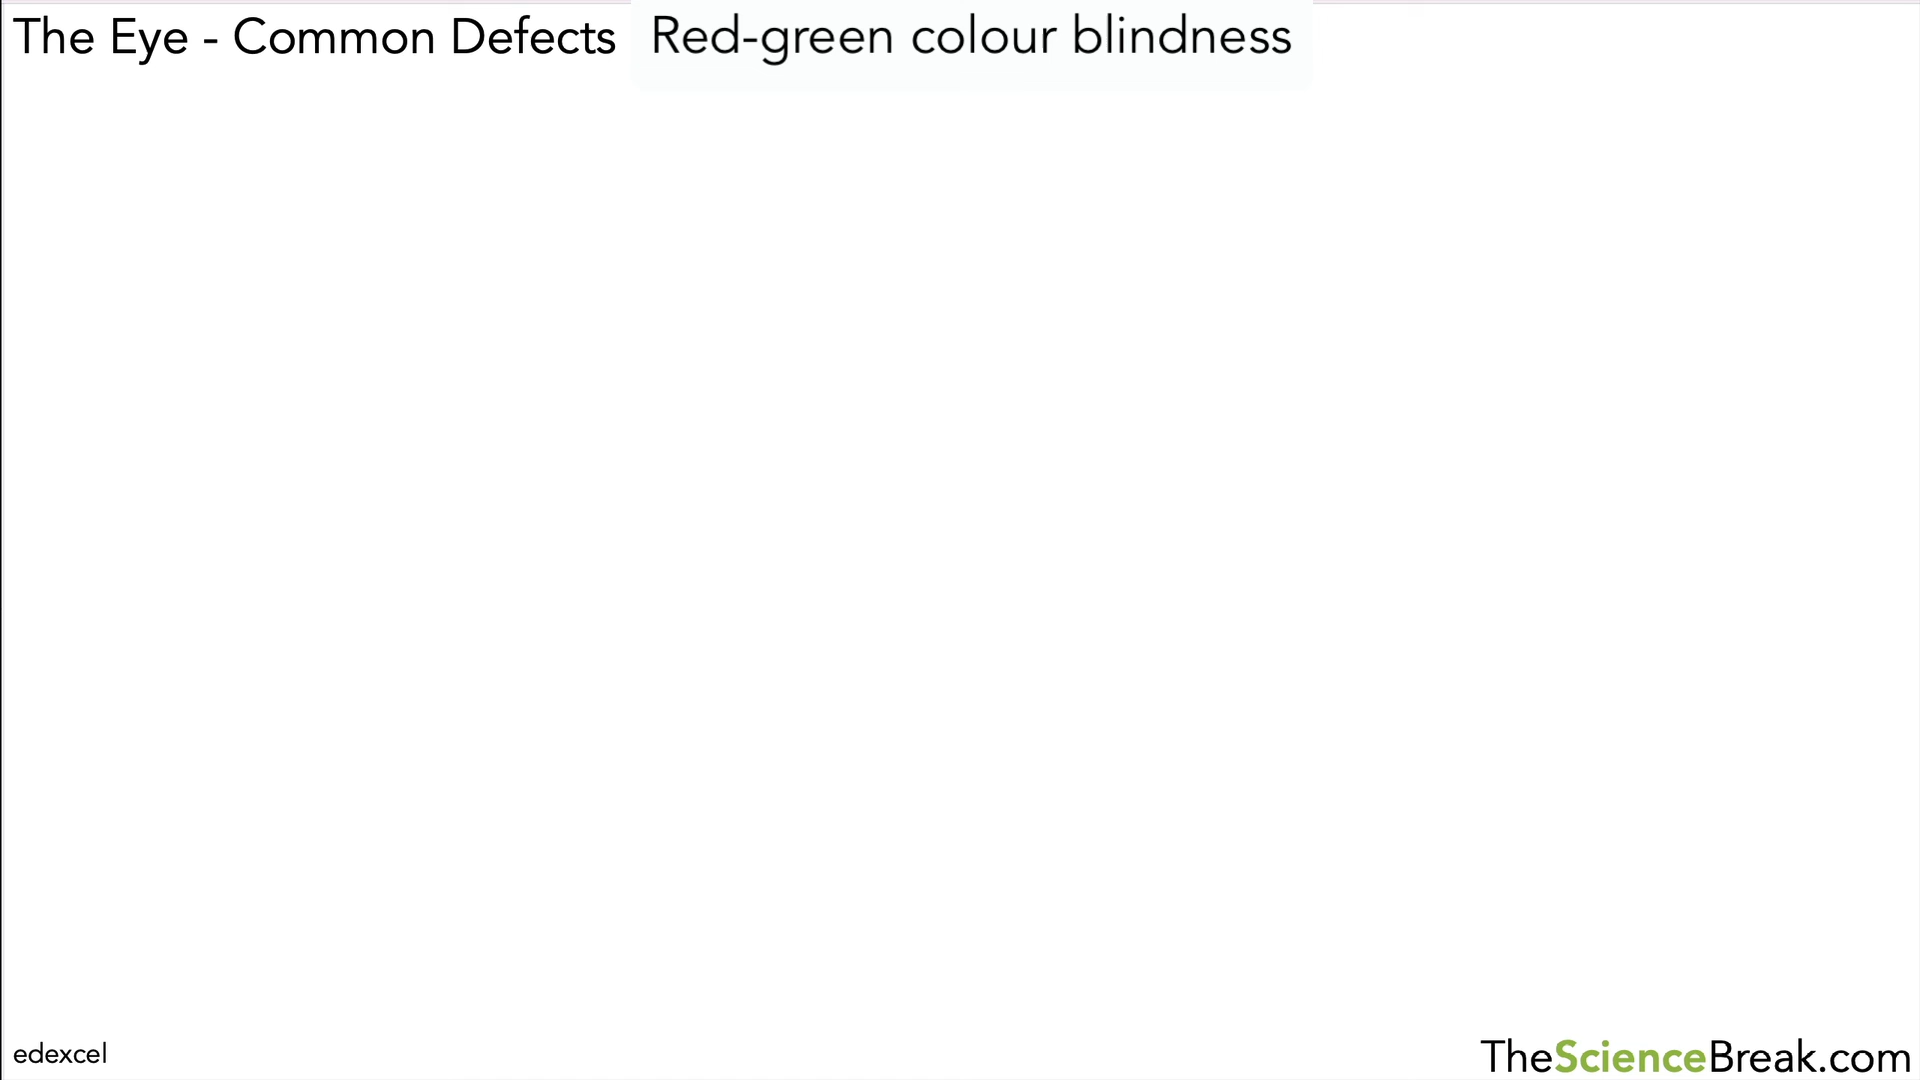 The Eye - Common Defects Red-green colour blindness
edexcel
TheScienceBreak.com